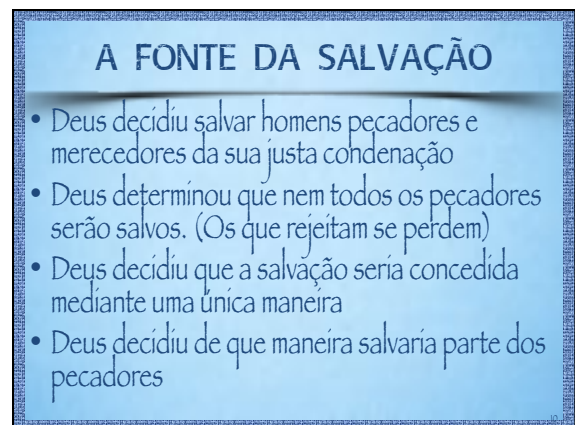 A FONTE DA SALVAÇÃO
• Deus decidiu salvar homens pecadores e
merecedores da sua justa condenação
• Deus determinou que nem todos os pecadores
serão salvos. (Os que rejeitam se perdem)
• Deus decidiu que a salvação seria concedida
mediante uma única maneira
• Deus decidiu de que maneira salvaria parte dos
pecadores
10